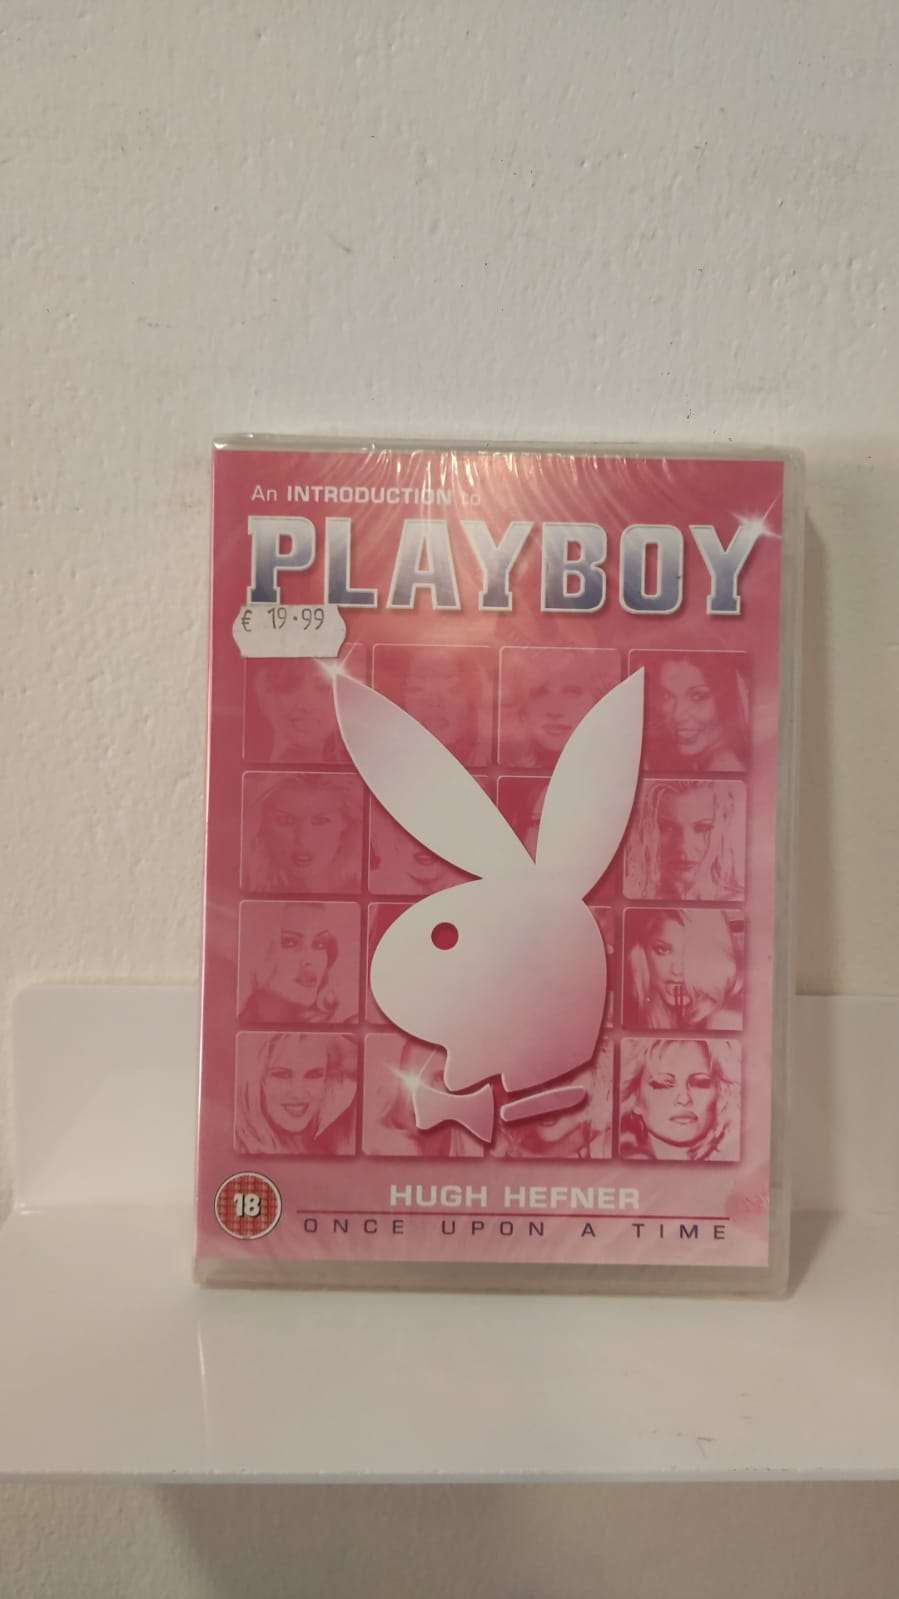 An INTRODUCTION to
PLAYBOY
€ 19.99
18
HUGH HEFNER
ONCE UPON A TIME